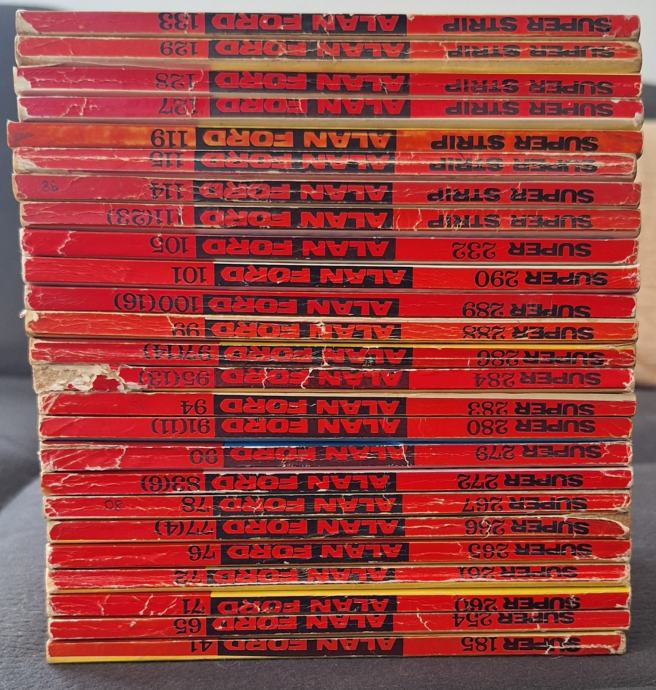 SUPER STRIP ALAN FORD 133
SUPER STRIP ALAN FORD 129
SUPER STRIP ALAN FORD 128
SUPER STRIP ALAN FORD 127
SUPER STRIP ALAN FORD 119
SUPER STRIP ALAN FORD 115
SUPER STRIP ALAN FORD 114
SUPER STRIP ALAN FORD 11(23)
SUPER 232 ALAN FORD 105
SUPER 290 ALAN FORD 101
SUPER 289 ALAN FORD 100(16)
SUPER 288 ALAN FORD 99
SUPER 286 ALAN FORD 97(14)
SUPER 284 ALAN FORD 95(13)
SUPER 283 ALAN FORD 94
SUPER 280 ALAN FORD 91(11)
SUPER 279 ALAN FORD 90
SUPER 272 ALAN FORD 83(6)
SUPER 267 ALAN FORD 78
SUPER 266 ALAN FORD 77(4)
SUPER 265 ALAN FORD 76
SUPER 261 ALAN FORD 72
SUPER 260 ALAN FORD 71
SUPER 254 ALAN FORD 65
SUPER 185 ALAN FORD 41